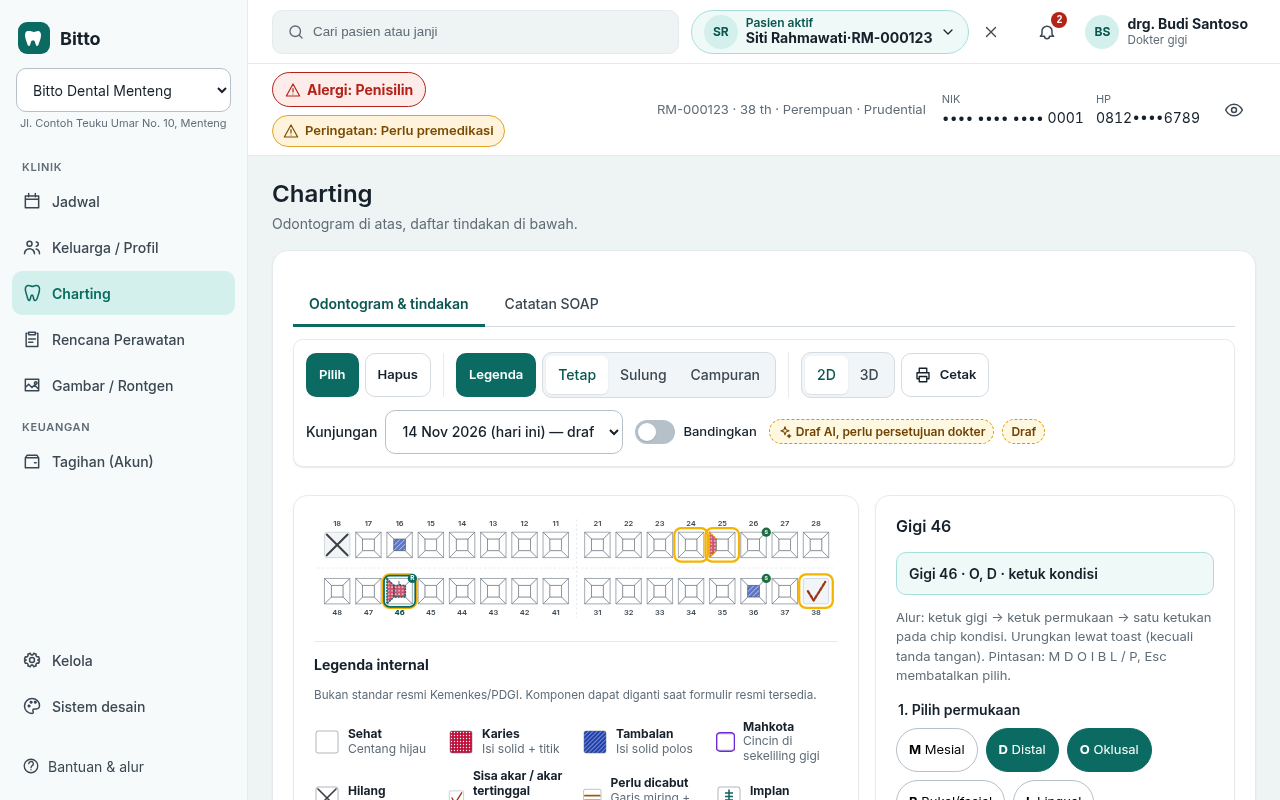 Bitto
Cari pasien atau janji
SR
Pasien aktif
Siti Rahmawati·RM-000123
2
BS
drg. Budi Santoso
Dokter gigi
Bitto Dental Menteng
Jl. Contoh Teuku Umar No. 10, Menteng
KLINIK
Jadwal
Keluarga / Profil
Charting
Rencana Perawatan
Gambar / Rontgen
KEUANGAN
Tagihan (Akun)
Kelola
Sistem desain
Bantuan & alur
Alergi: Penisilin
Peringatan: Perlu premedikasi
RM-000123 · 38 th · Perempuan · Prudential
NIK
•••• •••• •••• 0001
HP
0812••••6789
Charting
Odontogram di atas, daftar tindakan di bawah.
Odontogram & tindakan
Catatan SOAP
Pilih
Hapus
Legenda
Tetap
Sulung
Campuran
2D
3D
Cetak
Kunjungan
14 Nov 2026 (hari ini) — draf
Bandingkan
Draf AI, perlu persetujuan dokter
Draf
18 17 16 15 14 13 12 11 21 22 23 24 25 26 27 28
S
R
S
48 47 46 45 44 43 42 41 31 32 33 34 35 36 37 38
Legenda internal
Bukan standar resmi Kemenkes/PDGI. Komponen dapat diganti saat formulir resmi tersedia.
Sehat
Centang hijau
Karies
Isi solid + titik
Tambalan
Isi solid polos
Mahkota
Cincin di
sekeliling gigi
Hilang
Sisa akar / akar
tertinggal
Perlu dicabut
Garis miring +
Implan
Gigi 46
Gigi 46 · O, D · ketuk kondisi
Alur: ketuk gigi → ketuk permukaan → satu ketukan
pada chip kondisi. Urungkan lewat toast (kecuali
tanda tangan). Pintasan: M D O I B L / P, Esc
membatalkan pilih.
1. Pilih permukaan
M Mesial
D Distal
O Oklusal
B Bukal/fasial
L Lingual